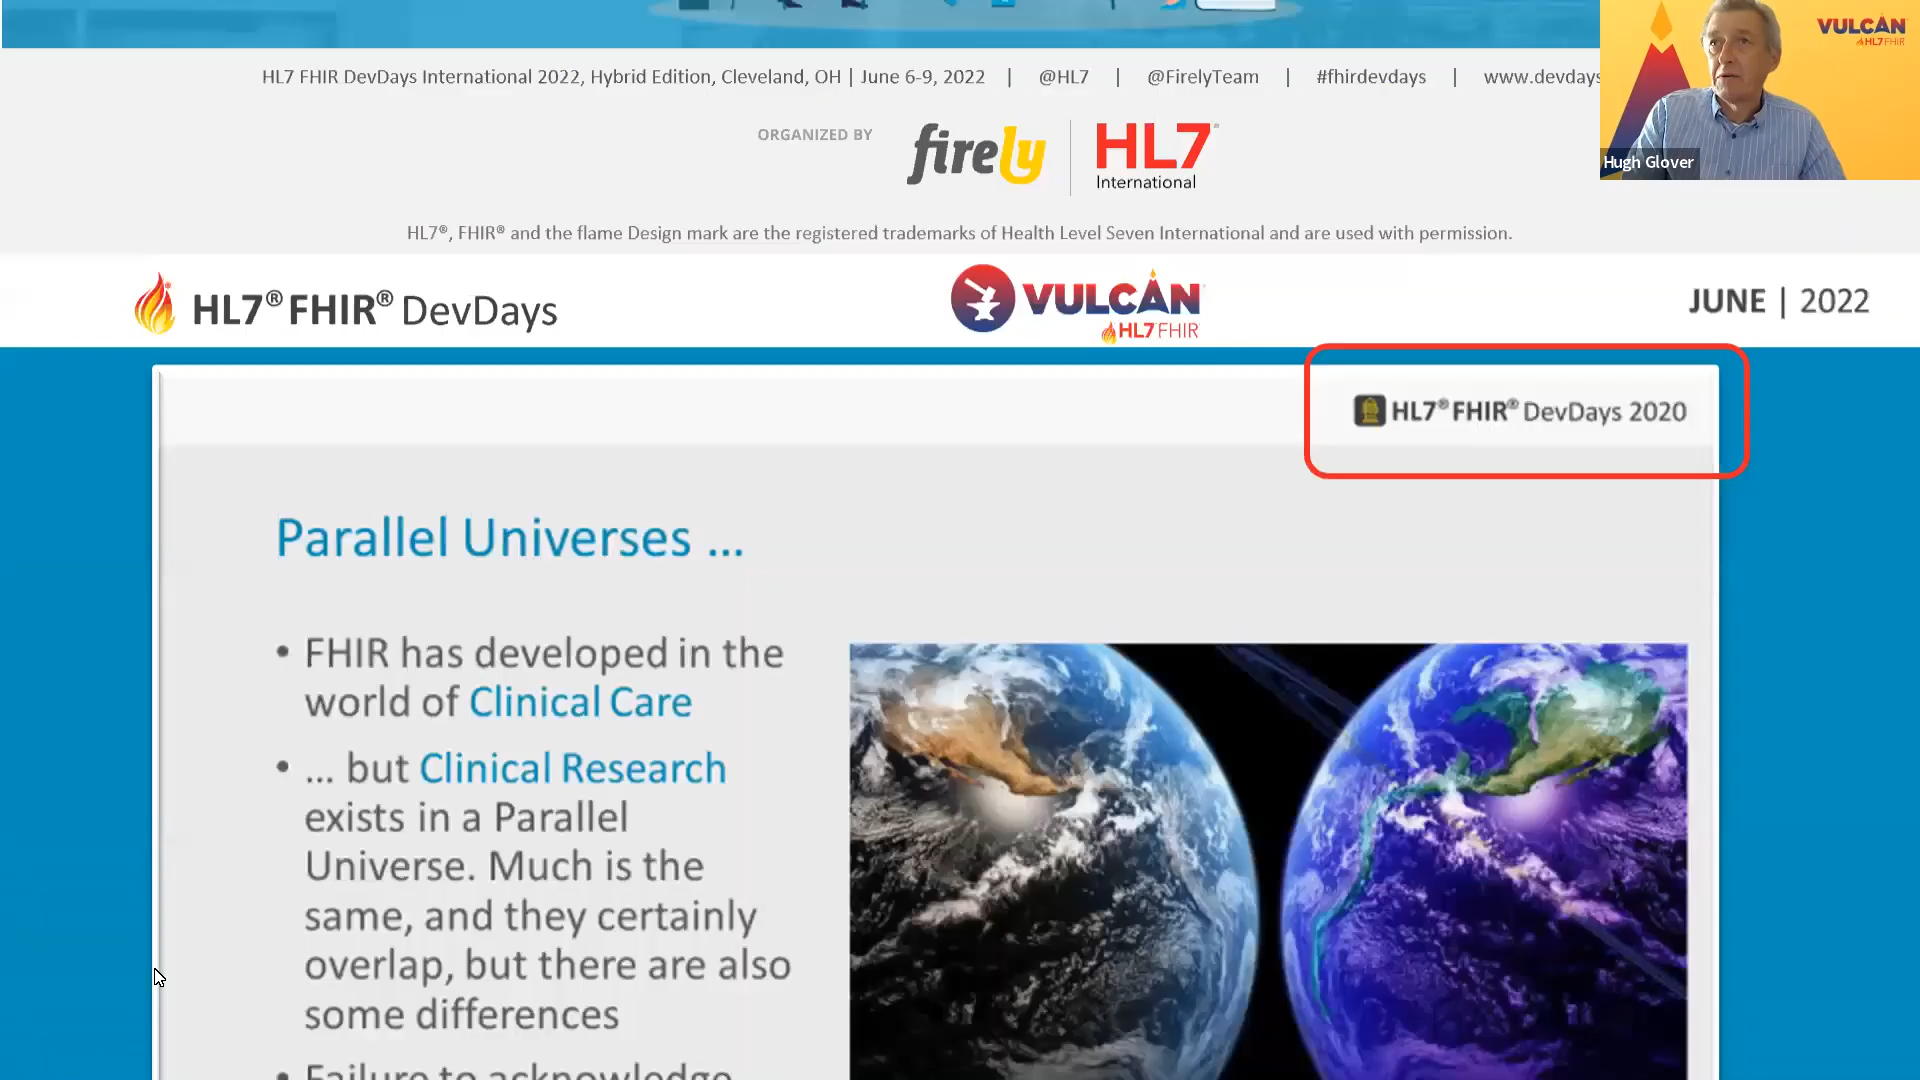 HL7 FHIR DevDays International 2022, Hybrid Edition, Cleveland, OH | June 6-9, 2022 | @HL7 | @FirelyTeam | #fhirdevdays | www.devdays
VULCAN
HL7 FHIR
Hugh Glover
ORGANIZED BY
firely
HL7®
International
HL7®, FHIR® and the flame Design mark are the registered trademarks of Health Level Seven International and are used with permission.
HL7® FHIR® DevDays
VULCAN
HL7 FHIR
JUNE | 2022
HL7® FHIR® DevDays 2020
Parallel Universes ...
• FHIR has developed in the
world of Clinical Care
• ... but Clinical Research
exists in a Parallel
Universe. Much is the
same, and they certainly
overlap, but there are also
some differences
• Failure to acknowledge